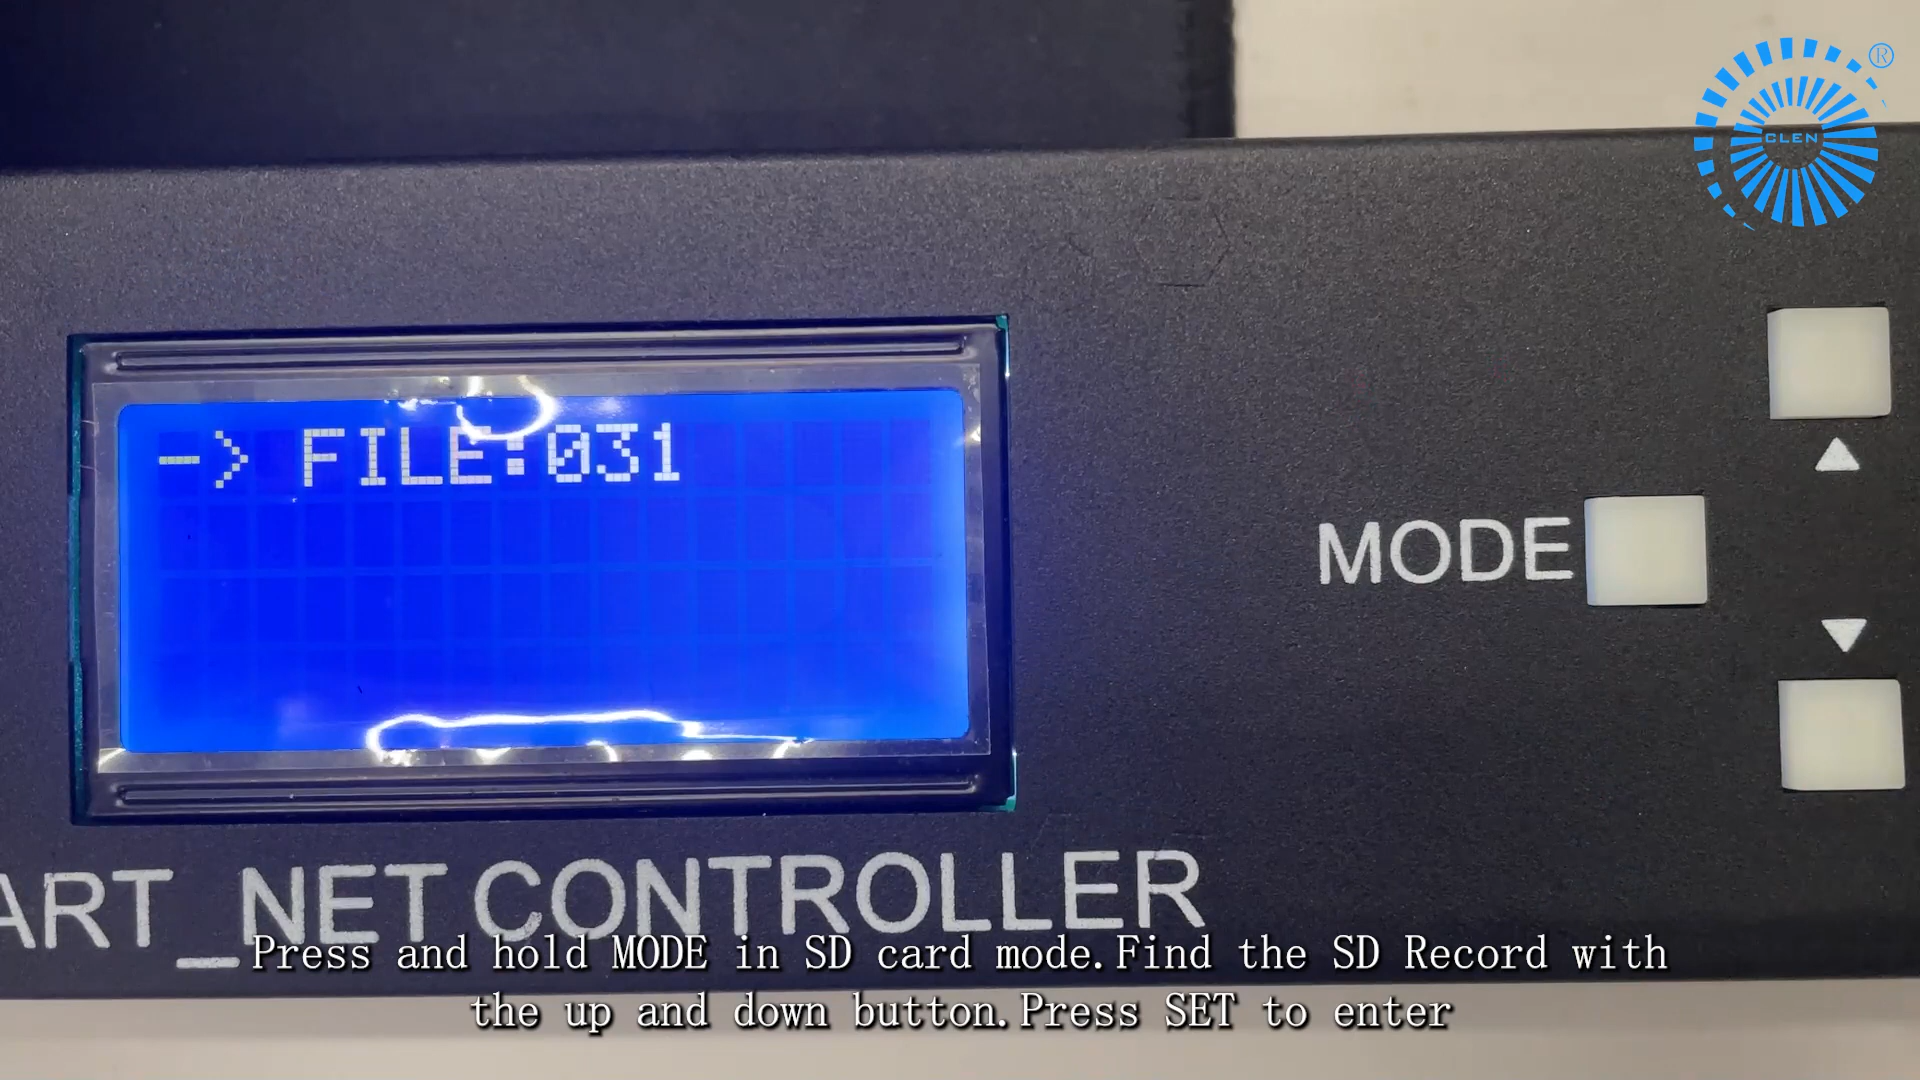 ®
CLEN
-> FILE:031
MODE
ART_NET CONTROLLER
Press and hold MODE in SD card mode.Find the SD Record with
the up and down button.Press SET to enter